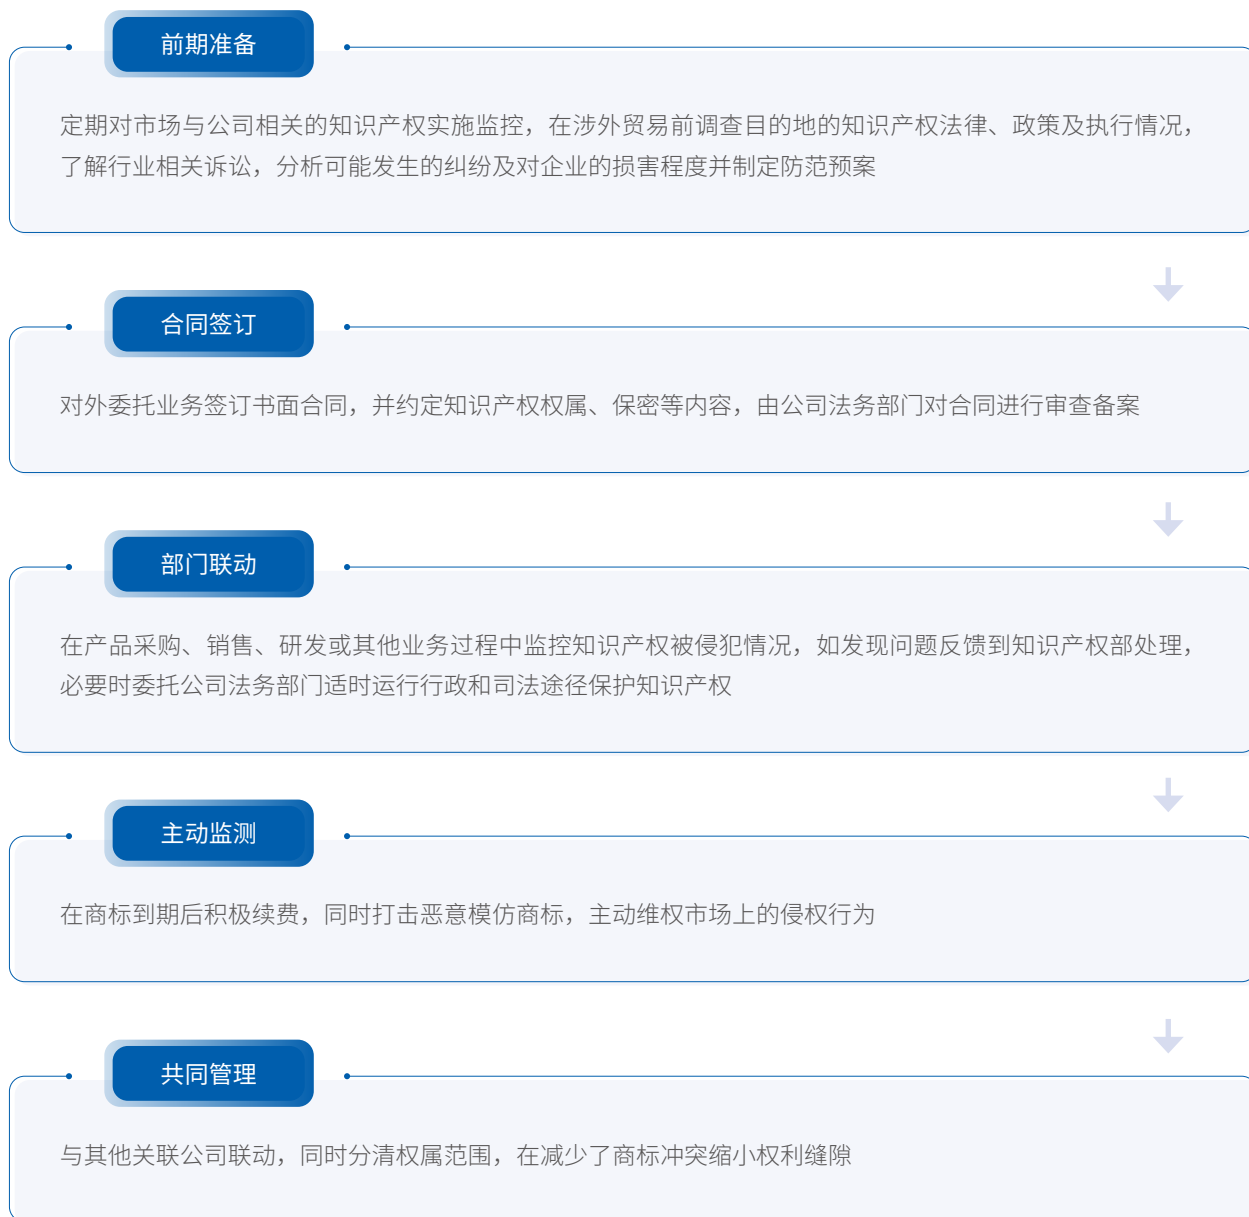 前期准备
定期对市场与公司相关的知识产权实施监控，在涉外贸易前调查目的地的知识产权法律、政策及执行情况，
了解行业相关诉讼，分析可能发生的纠纷及对企业的损害程度并制定防范预案
合同签订
对外委托业务签订书面合同，并约定知识产权权属、保密等内容，由公司法务部门对合同进行审查备案
部门联动
在产品采购、销售、研发或其他业务过程中监控知识产权被侵犯情况，如发现问题反馈到知识产权部处理，
必要时委托公司法务部门适时运行行政和司法途径保护知识产权
主动监测
在商标到期后积极续费，同时打击恶意模仿商标，主动维权市场上的侵权行为
共同管理
与其他关联公司联动，同时分清权属范围，在减少了商标冲突缩小权利缝隙